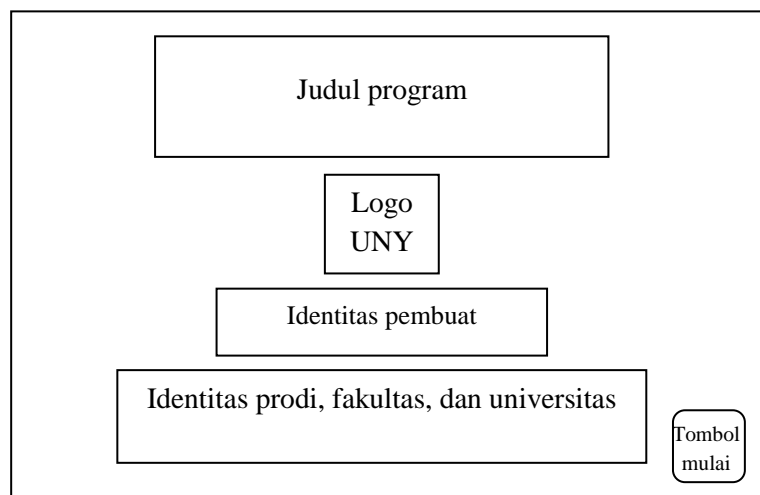 Judul program
Logo
UNY
Identitas pembuat
Identitas prodi, fakultas, dan universitas
Tombol
mulai